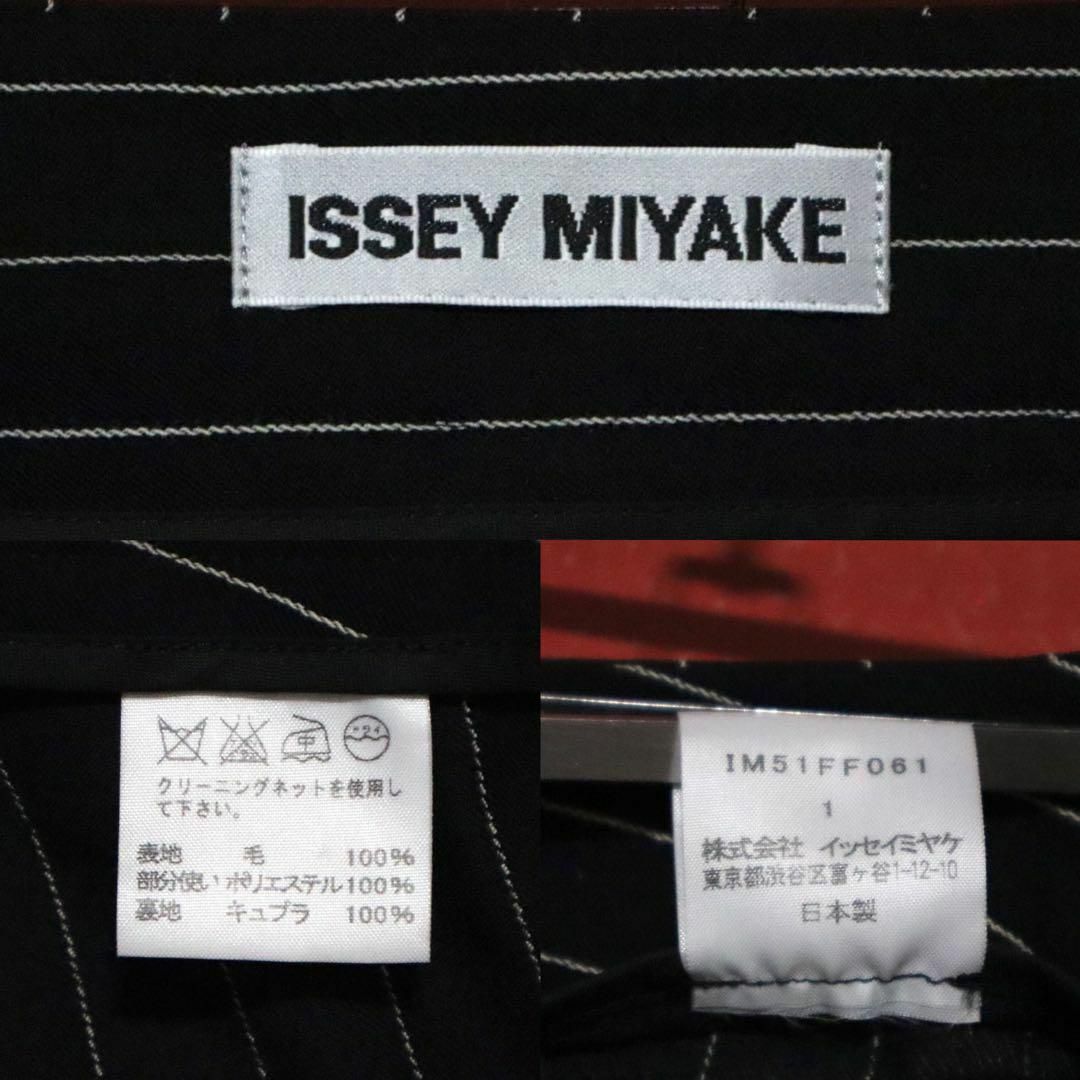 ISSEY MIYAKE
中
クリーニングネットを使用し
て下さい。
表地 毛 100%
部分使い ポリエステル 100%
裏地 キュプラ 100%
IM51FF061
1
株式会社 イッセイミヤケ
東京都渋谷区富ヶ谷1-12-10
日本製